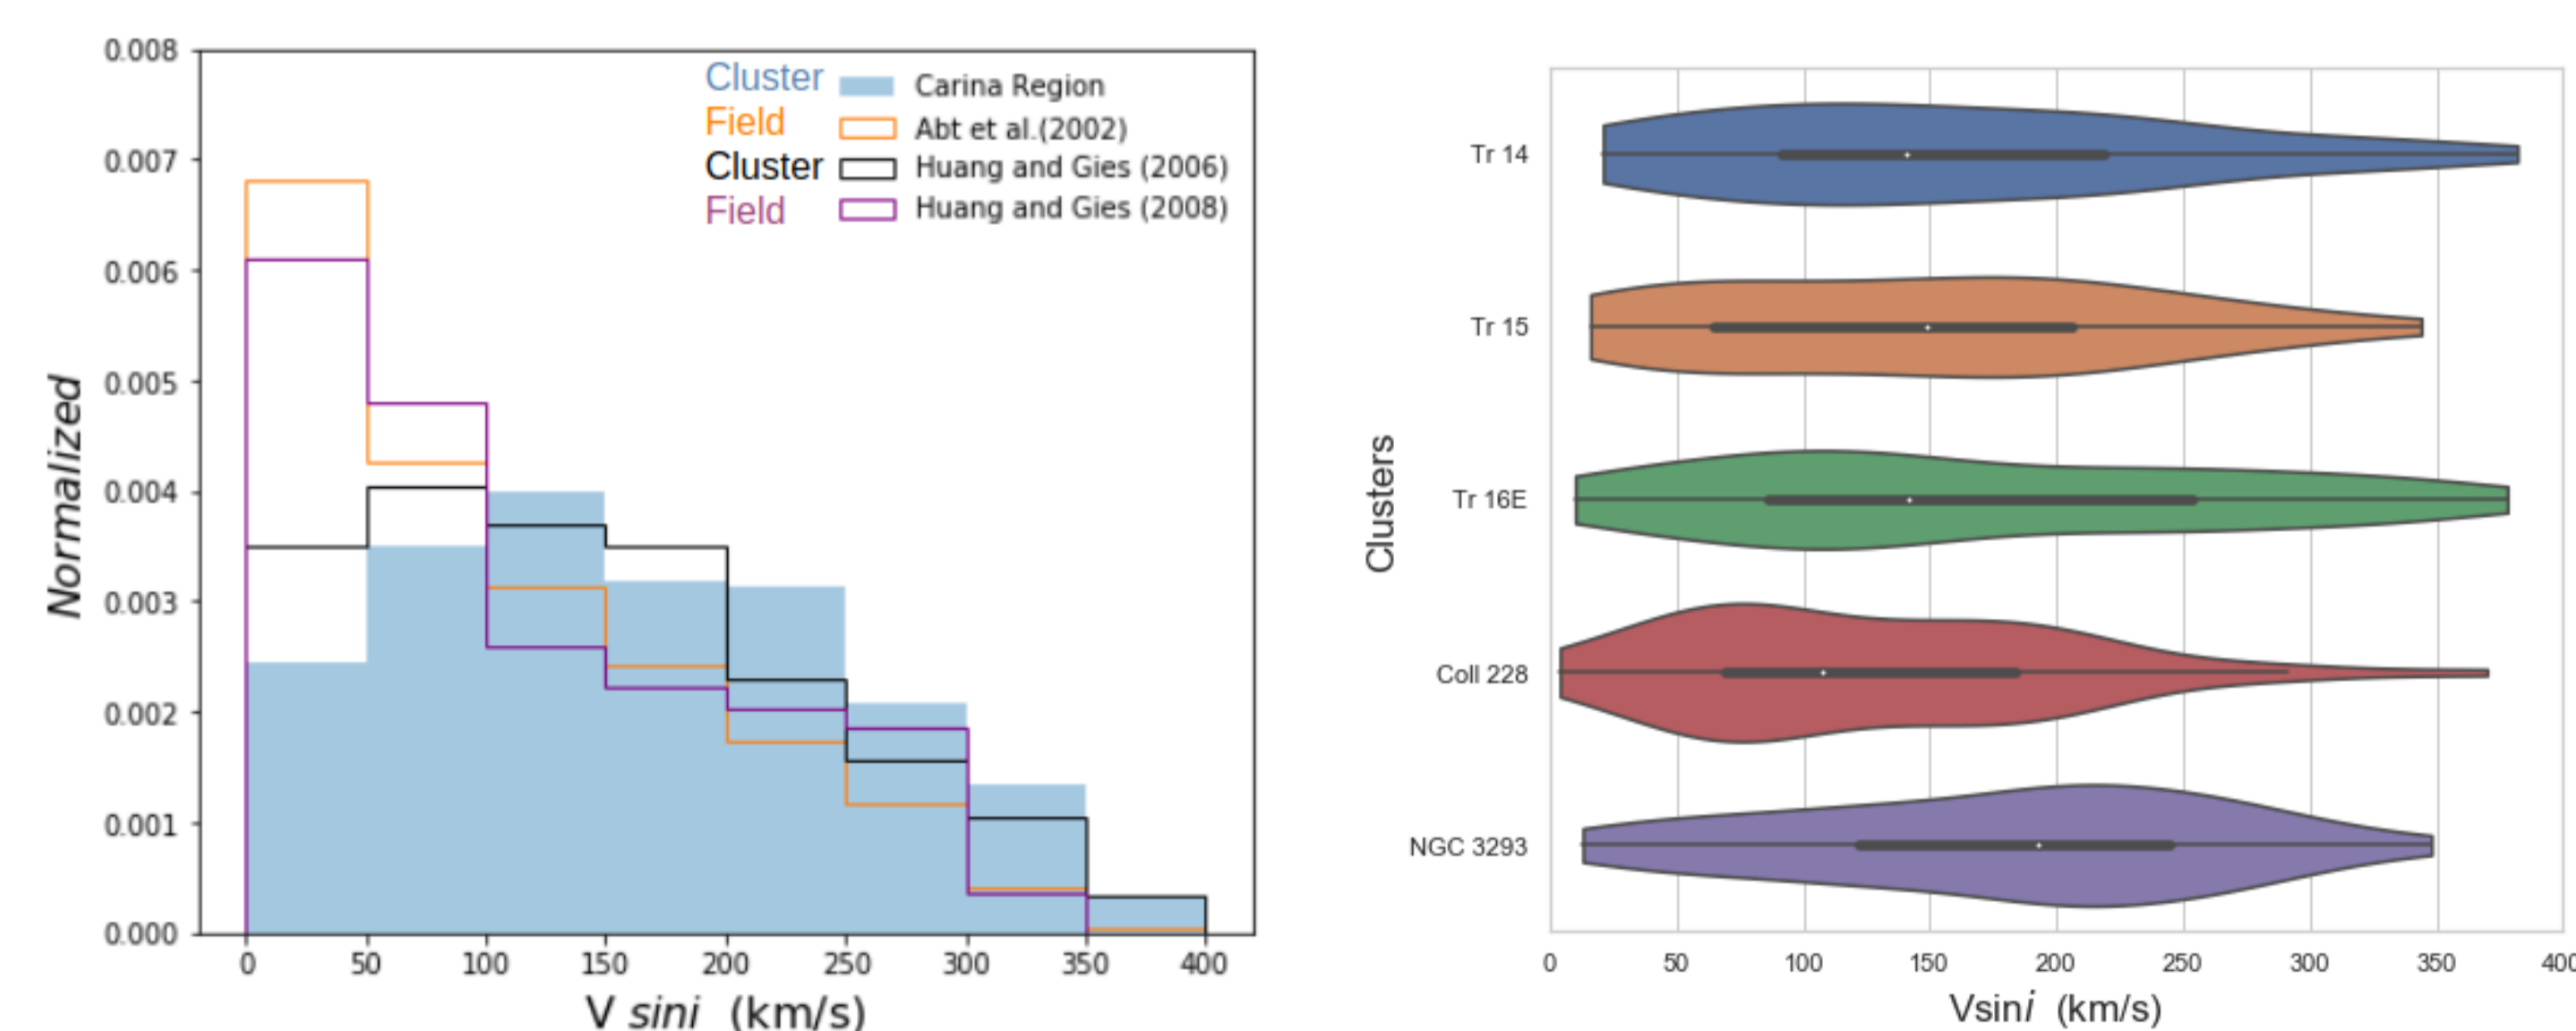 0.008
0.007
0.006
0.005
0.004
0.003
0.002
0.001
0.000
Normalized
Cluster Carina Region
Field Abt et al.(2002)
Cluster Huang and Gies (2006)
Field Huang and Gies (2008)
0 50 100 150 200 250 300 350 400
V sini (km/s)
Clusters
Tr 14
Tr 15
Tr 16E
Coll 228
NGC 3293
0 50 100 150 200 250 300 350 400
Vsini (km/s)